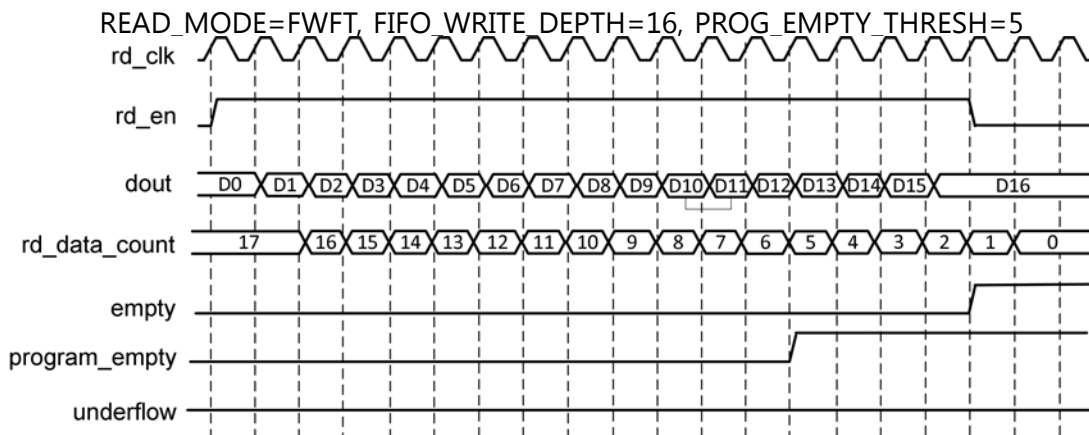 READ_MODE=FWFT, FIFO_WRITE_DEPTH=16, PROG_EMPTY_THRESH=5
rd_clk
rd_en
dout D0 D1 D2 D3 D4 D5 D6 D7 D8 D9 D10 D11 D12 D13 D14 D15 D16
rd_data_count 17 16 15 14 13 12 11 10 9 8 7 6 5 4 3 2 1 0
empty
program_empty
underflow